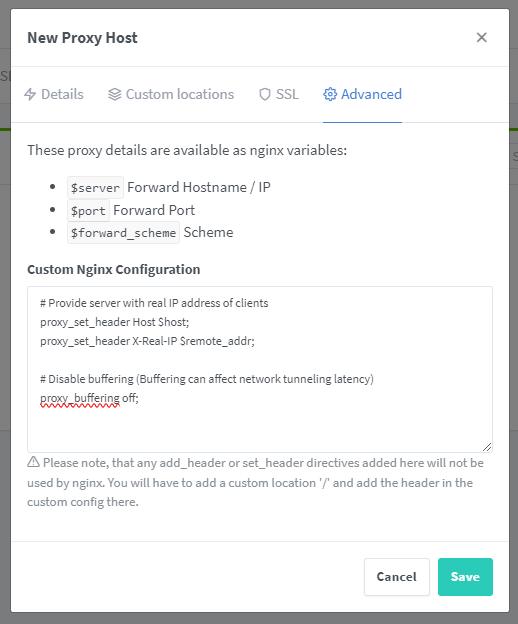 New Proxy Host
Details
Custom locations
SSL
Advanced
These proxy details are available as nginx variables:
$server Forward Hostname / IP
$port Forward Port
$forward_scheme Scheme
Custom Nginx Configuration
# Provide server with real IP address of clients
proxy_set_header Host $host;
proxy_set_header X-Real-IP $remote_addr;
# Disable buffering (Buffering can affect network tunneling latency)
proxy_buffering off;
Please note, that any add_header or set_header directives added here will not be
used by nginx. You will have to add a custom location '/' and add the header in the
custom config there.
Cancel
Save